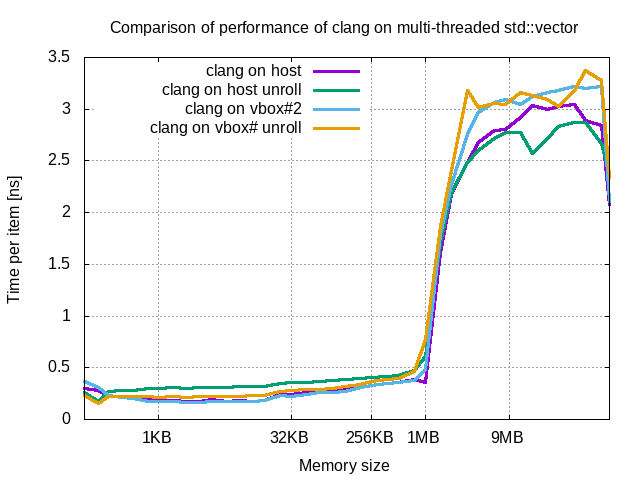 Comparison of performance of clang on multi-threaded std::vector
3.5
3
2.5
2
1.5
1
0.5
0
Time per item [ns]
clang on host
clang on host unroll
clang on vbox#2
clang on vbox# unroll
1KB 32KB 256KB 1MB 9MB
Memory size